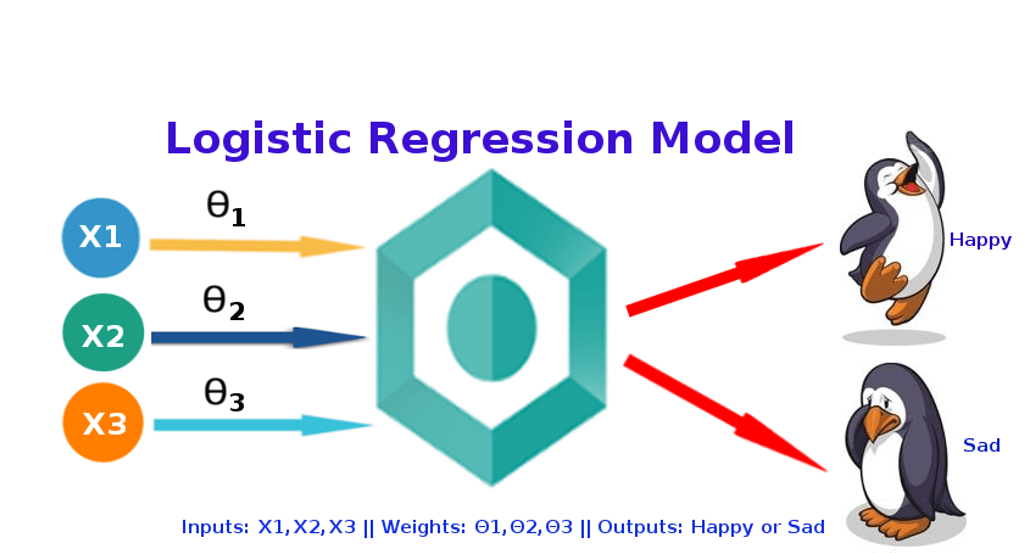 Logistic Regression Model
X1
Θ1
Happy
X2
Θ2
X3
Θ3
Sad
Inputs: X1,X2,X3 || Weights: Θ1,Θ2,Θ3 || Outputs: Happy or Sad